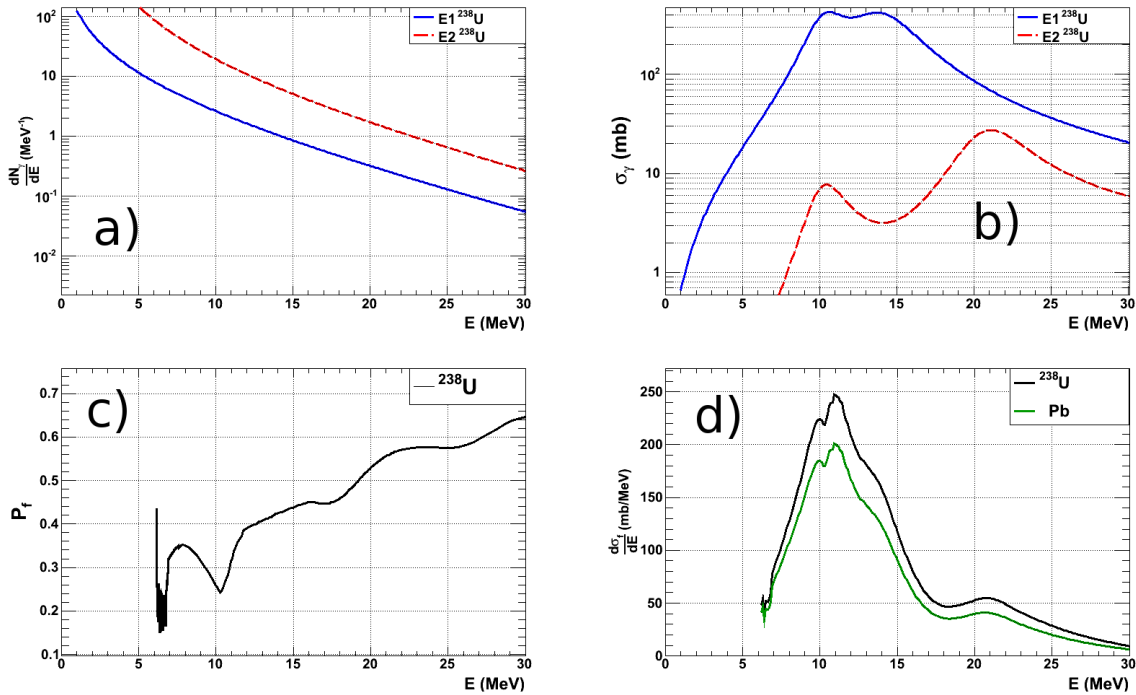 10²
10
1
10⁻¹
10⁻²
dNγ/dE (MeV⁻¹)
E1 ²³⁸U
E2 ²³⁸U
a)
0 5 10 15 20 25 30
E (MeV)
10²
10
1
σγ (mb)
E1 ²³⁸U
E2 ²³⁸U
b)
0 5 10 15 20 25 30
E (MeV)
0.7
0.6
0.5
0.4
0.3
0.2
0.1
P_f
²³⁸U
c)
0 5 10 15 20 25 30
E (MeV)
250
200
150
100
50
0
dσ_f/dE (mb/MeV)
²³⁸U
Pb
d)
0 5 10 15 20 25 30
E (MeV)